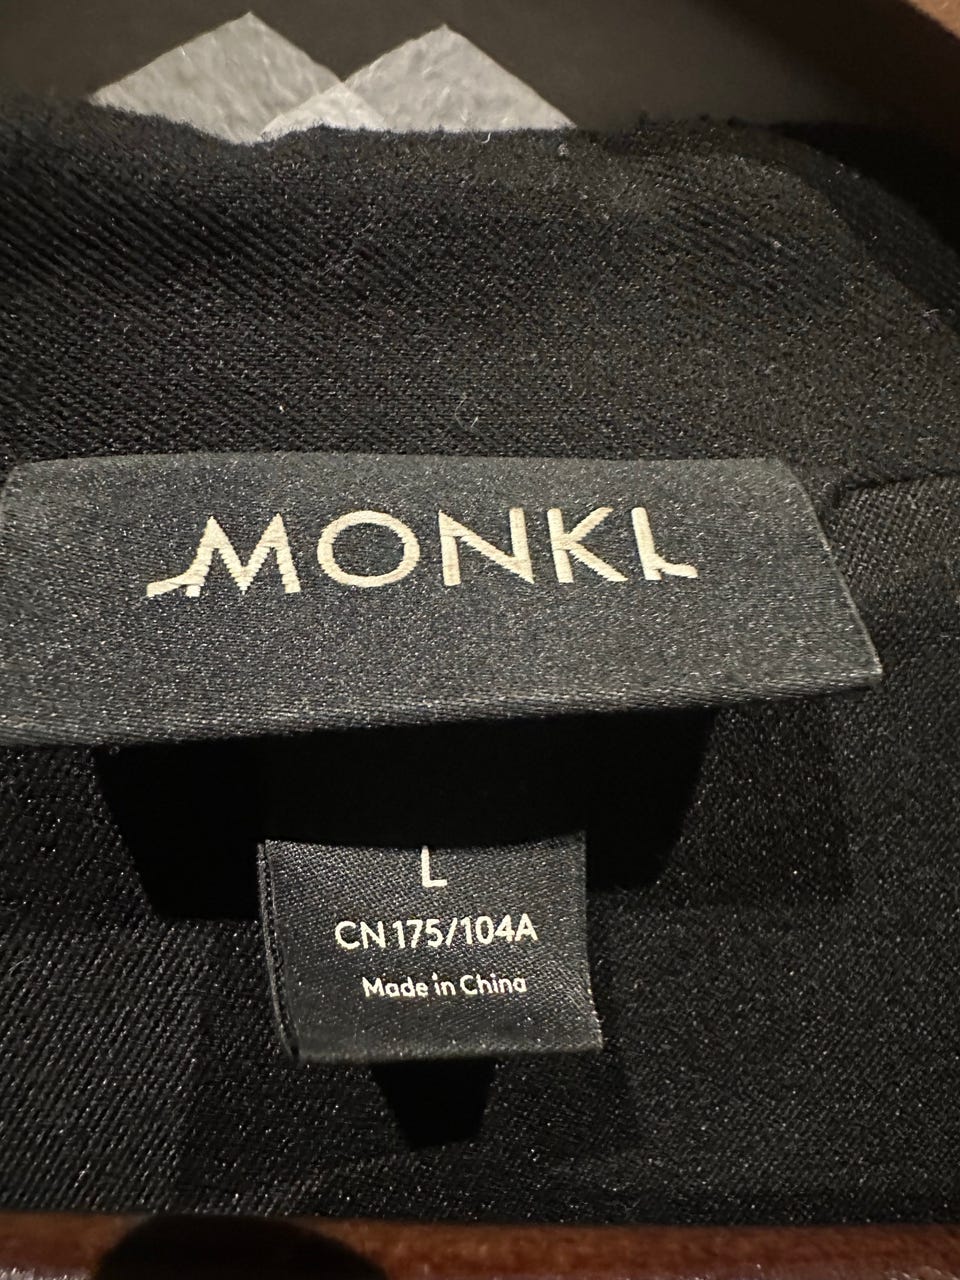 MONKI
L
CN 175/104A
Made in China